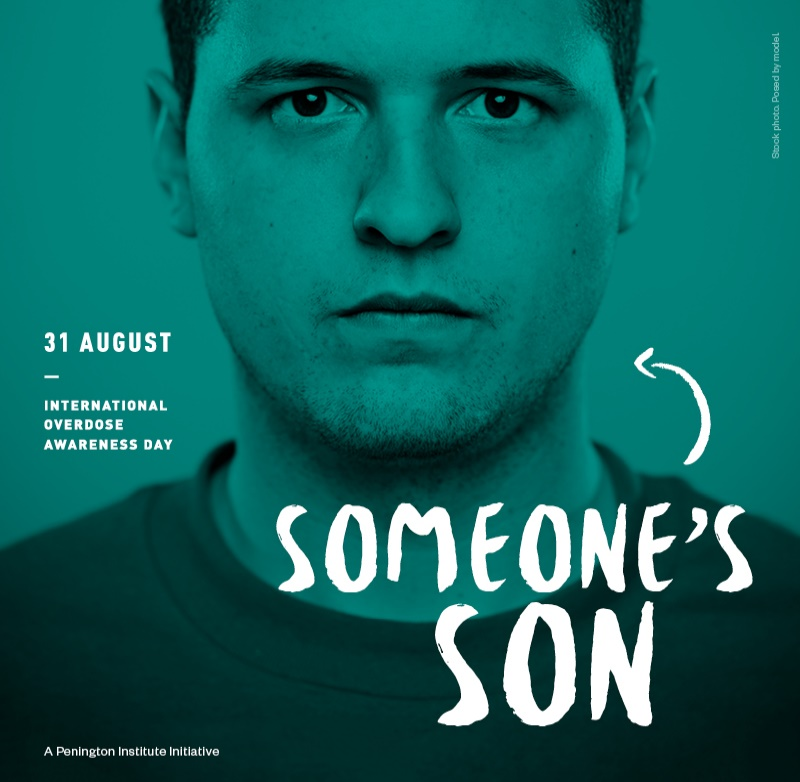 Stock photo. Posed by model.
31 AUGUST
—
INTERNATIONAL
OVERDOSE
AWARENESS DAY
SOMEONE’S
SON
A Penington Institute Initiative